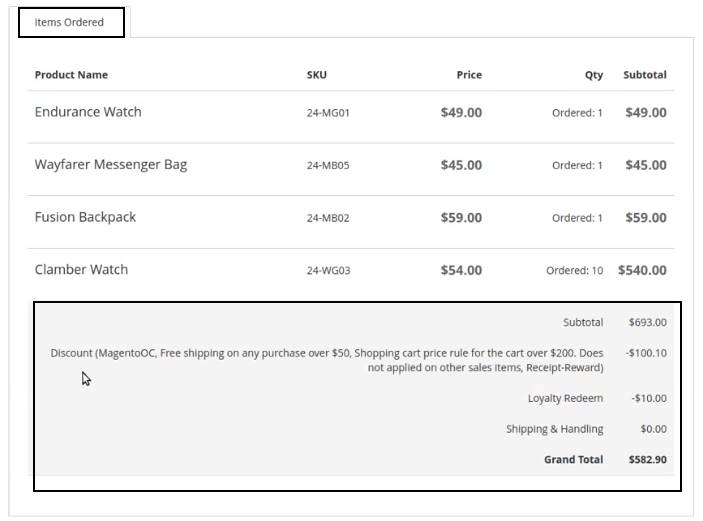 Items Ordered
Product Name SKU Price Qty Subtotal
Endurance Watch 24-MG01 $49.00 Ordered: 1 $49.00
Wayfarer Messenger Bag 24-MB05 $45.00 Ordered: 1 $45.00
Fusion Backpack 24-MB02 $59.00 Ordered: 1 $59.00
Clamber Watch 24-WG03 $54.00 Ordered: 10 $540.00
Subtotal $693.00
Discount (MagentoOC, Free shipping on any purchase over $50, Shopping cart price rule for the cart over $200. Does -$100.10
not applied on other sales Items, Receipt-Reward)
Loyalty Redeem -$10.00
Shipping & Handling $0.00
Grand Total $582.90